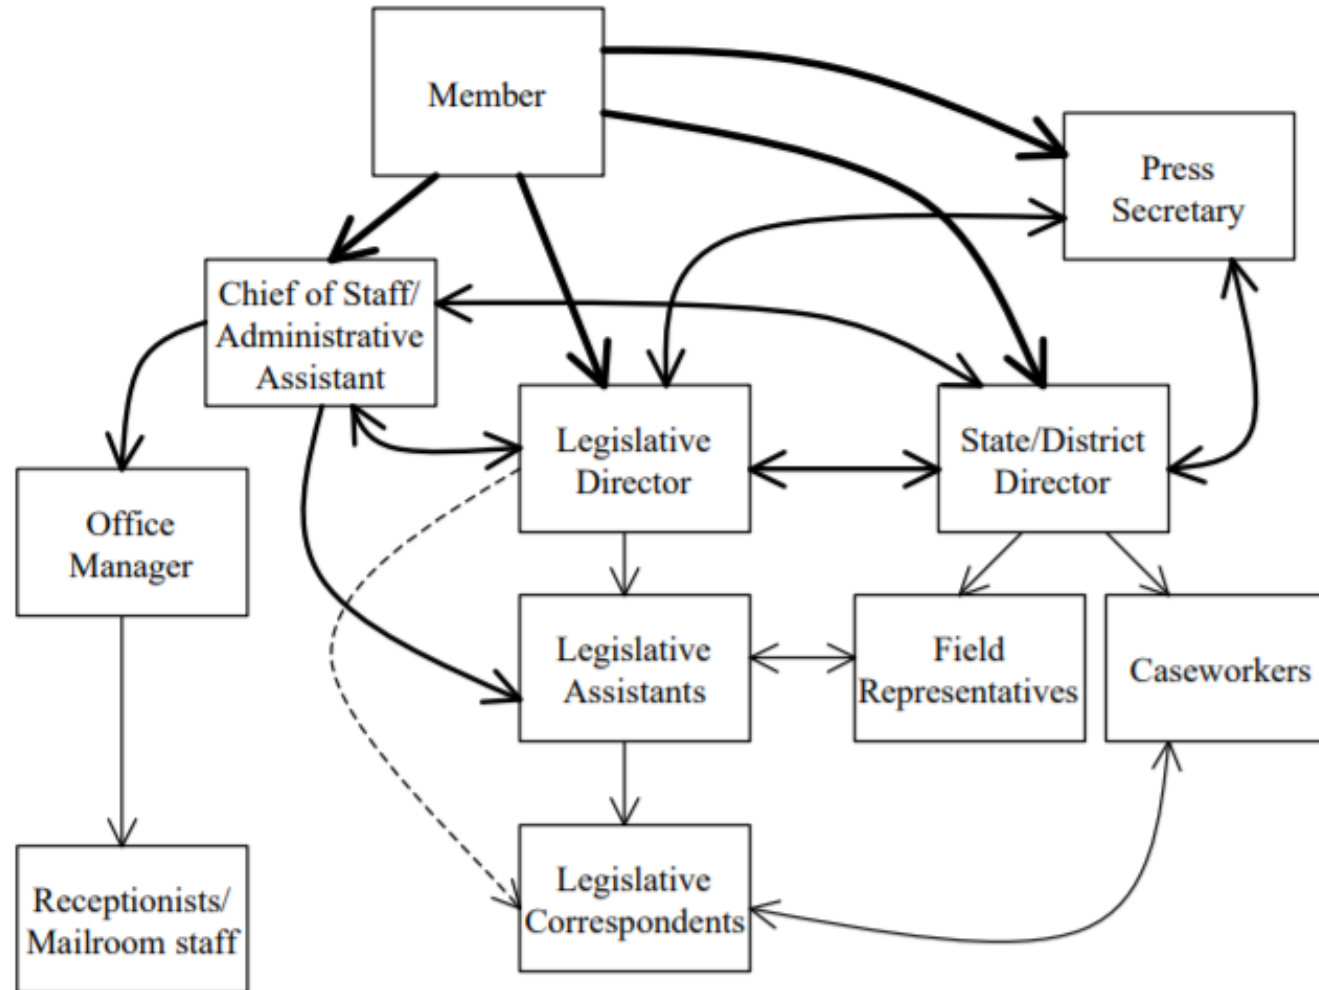 Member
Press
Secretary
Chief of Staff/
Administrative
Assistant
Legislative
Director
State/District
Director
Office
Manager
Legislative
Assistants
Field
Representatives
Caseworkers
Receptionists/
Mailroom staff
Legislative
Correspondents